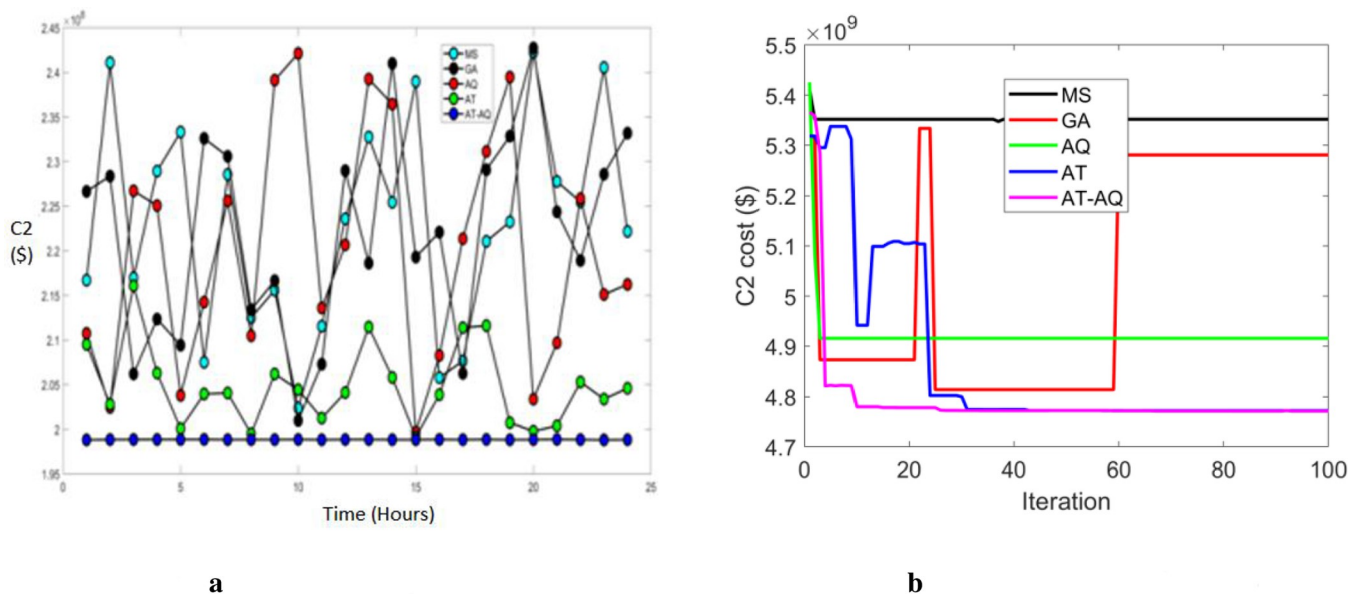 ×10⁸
2.45
2.4
2.35
2.3
2.25
2.2
2.15
2.1
2.05
2
1.95
C2
($)
MS
GA
AQ
AT
AT-AQ
0 5 10 15 20 25
Time (Hours)
a
×10⁹
5.5
5.4
5.3
5.2
5.1
5
4.9
4.8
4.7
C2 cost ($)
MS
GA
AQ
AT
AT-AQ
0 20 40 60 80 100
Iteration
b